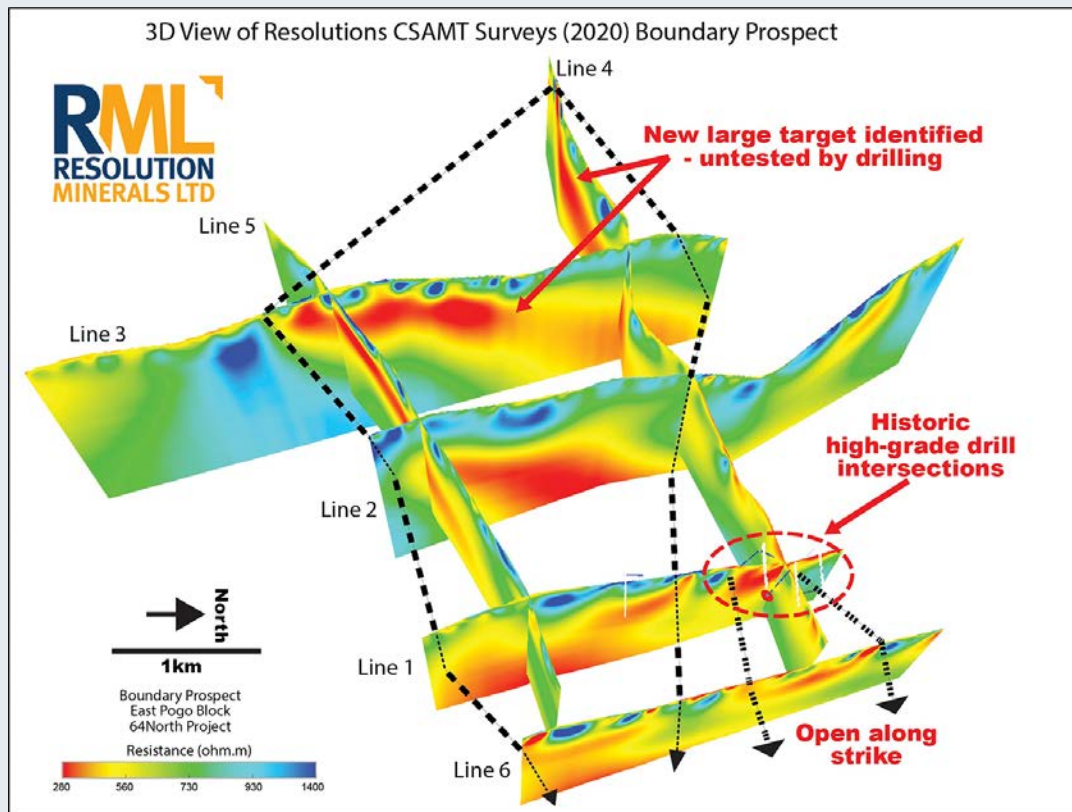 3D View of Resolutions CSAMT Surveys (2020) Boundary Prospect
RML
RESOLUTION
MINERALS LTD
Line 4
New large target identified
- untested by drilling
Line 5
Line 3
Historic
high-grade drill
intersections
Line 2
North
1km
Line 1
Boundary Prospect
East Pogo Block
64North Project
Resistance (ohm.m)
280 560 730 930 1400
Open along
strike
Line 6